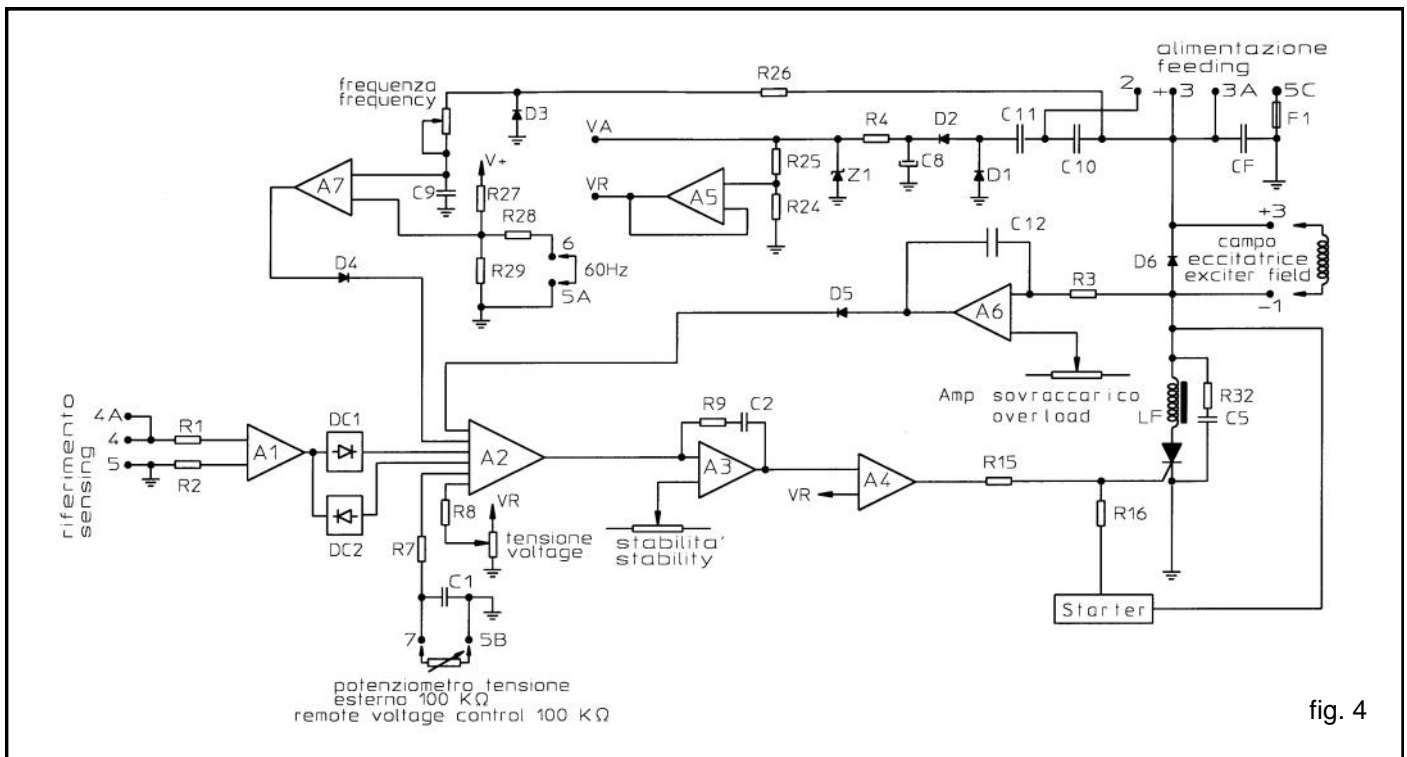 alimentazione
feeding
2
+3
3A
5C
F1
CF
R26
frequenza
frequency
D3
VA
R4
D2
C11
C10
C8
D1
Z1
R25
R24
VR
A5
V+
A7
C9
R27
R28
R29
6
60Hz
5A
D4
C12
D5
A6
R3
D6
+3
campo
eccitatrice
exciter field
-1
Amp sovraccarico
overload
LF
R32
C5
riferimento
sensing
4A
4
5
R1
R2
A1
DC1
DC2
A2
R8
VR
tensione
voltage
R7
C1
7
5B
potenziometro tensione
esterno 100 KΩ
remote voltage control 100 KΩ
R9
C2
A3
stabilita'
stability
VR
A4
R15
R16
Starter
fig. 4